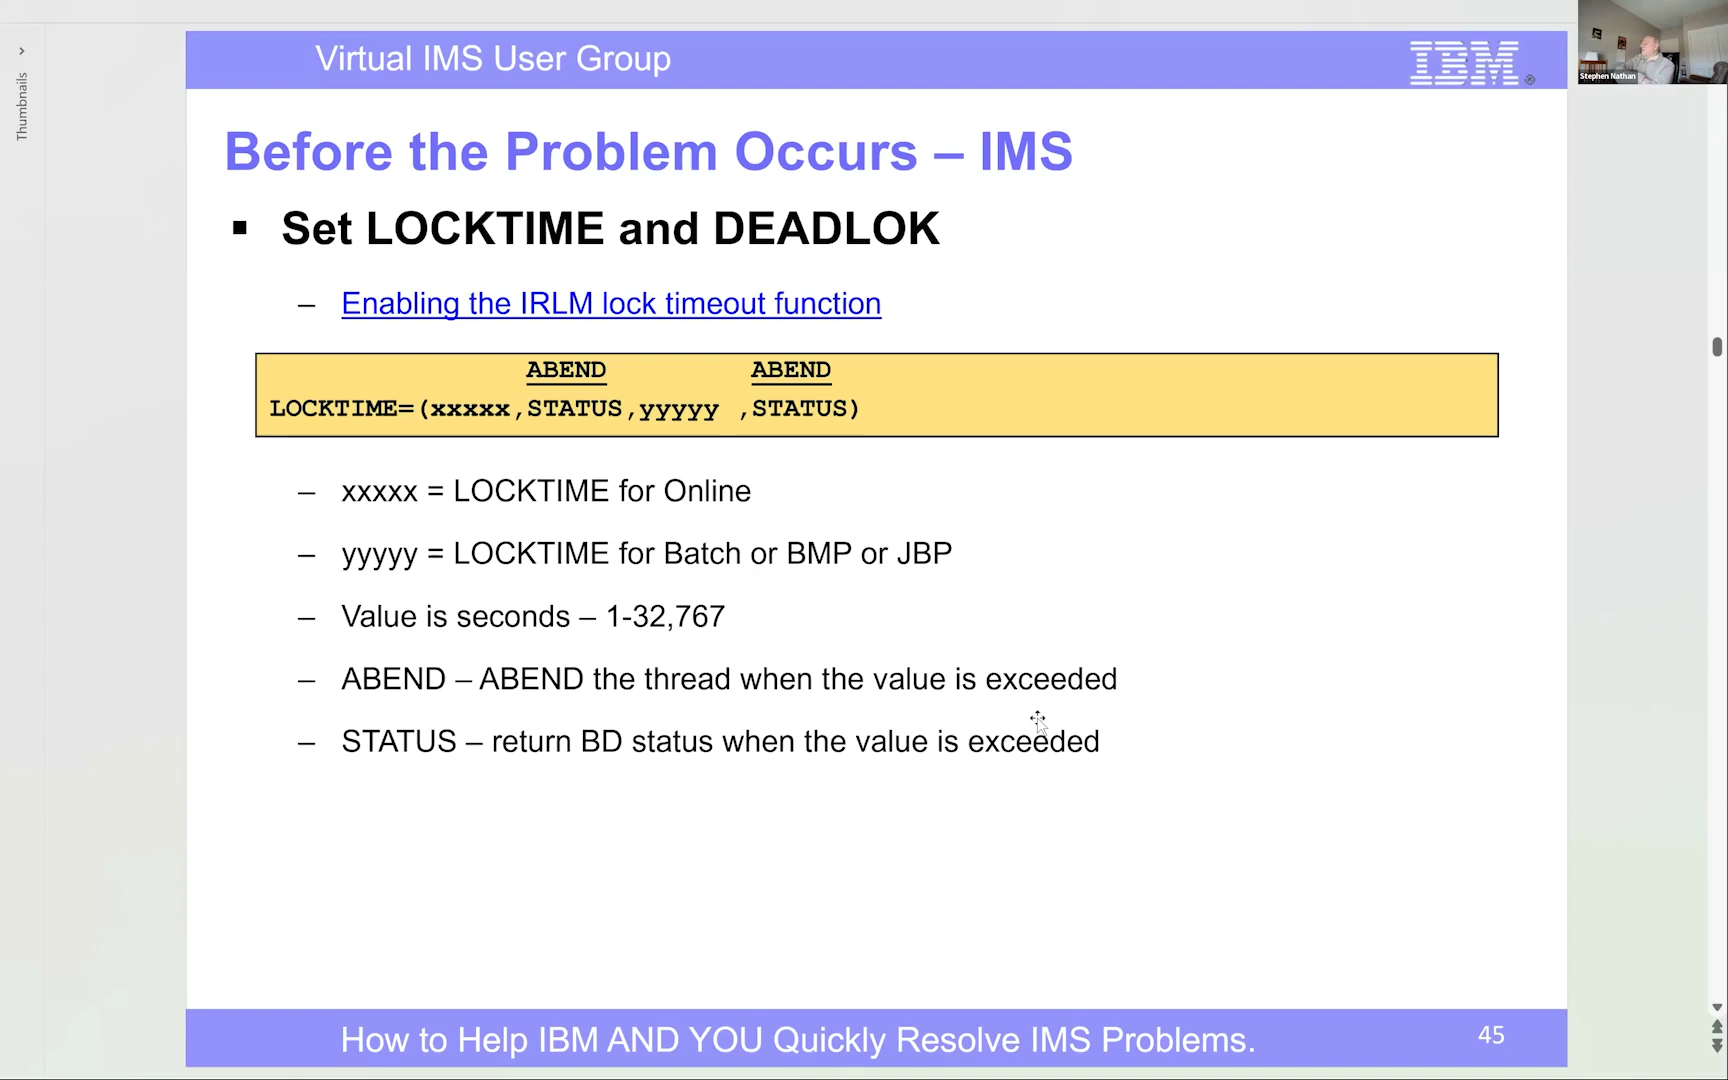 Thumbnails
Virtual IMS User Group
IBM®
Stephen Nathan
Before the Problem Occurs – IMS
▪ Set LOCKTIME and DEADLOK
– Enabling the IRLM lock timeout function
ABEND ABEND
LOCKTIME=(xxxxx,STATUS,yyyyy ,STATUS)
– xxxxx = LOCKTIME for Online
– yyyyy = LOCKTIME for Batch or BMP or JBP
– Value is seconds – 1-32,767
– ABEND – ABEND the thread when the value is exceeded
– STATUS – return BD status when the value is exceeded
How to Help IBM AND YOU Quickly Resolve IMS Problems.
45